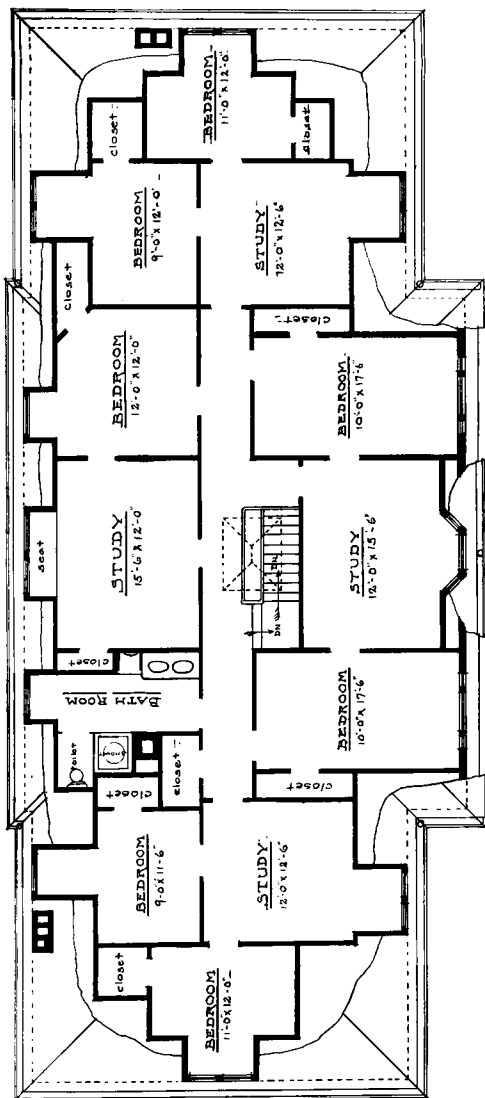 BEDROOM
11'-0" X 12'-0"
closet
closet
BEDROOM
9'-0" X 12'-0"
STUDY
12'-0" X 12'-6"
closet
closet
BEDROOM
12'-0" X 12'-0"
BEDROOM
10'-0" X 17'-6"
seat
STUDY
15'-6" X 12'-0"
STUDY
12'-0" X 15'-6"
DN
DN
closet
BATH ROOM
BEDROOM
10'-0" X 17'-6"
toilet
closet
closet
closet
BEDROOM
9'-0 X 11'-6"
STUDY
12'-0 X 12'-6"
closet
BEDROOM
11'-0 X 12'-0"